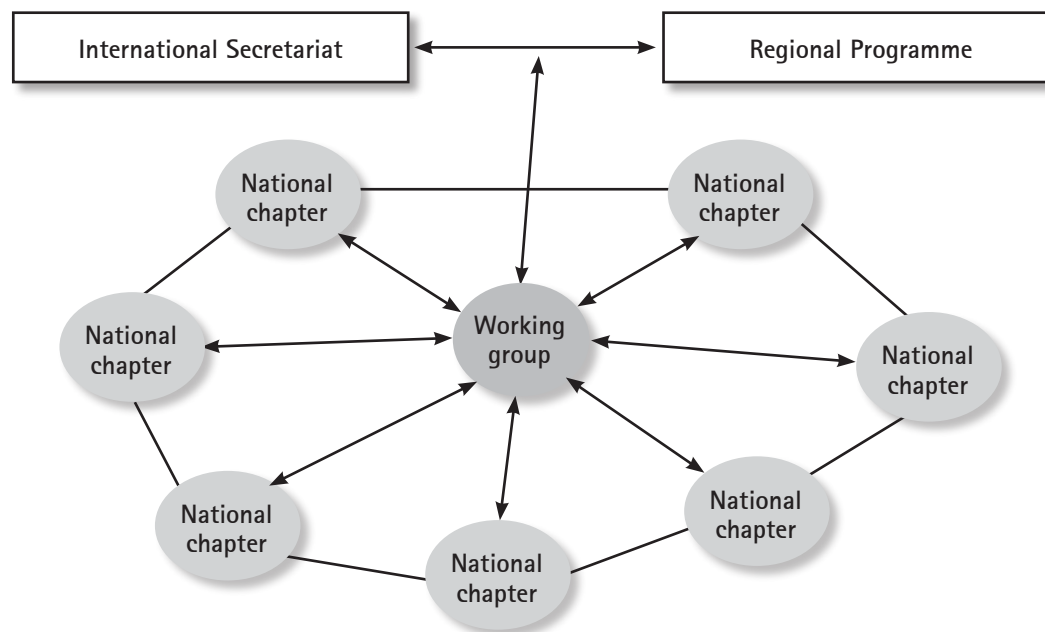 International Secretariat
Regional Programme
National
chapter
National
chapter
National
chapter
Working
group
National
chapter
National
chapter
National
chapter
National
chapter